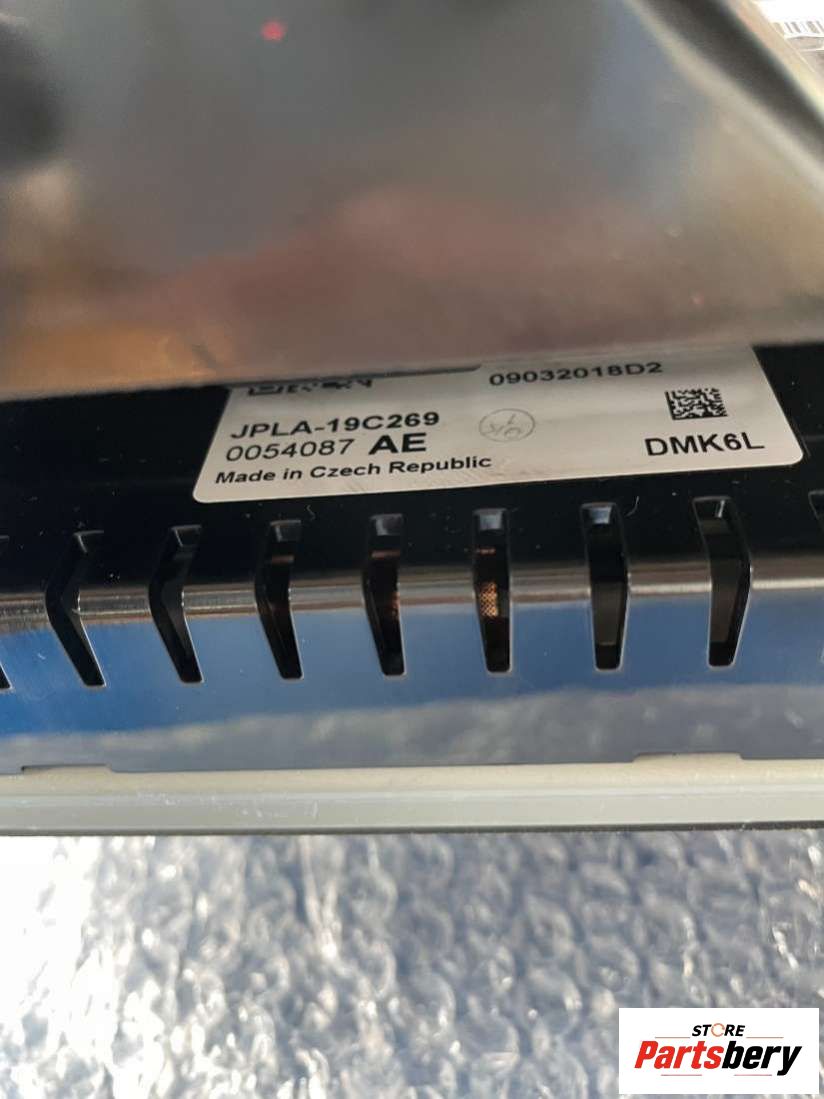 09032018D2
JPLA-19C269
0054087 AE
Made in Czech Republic
DMK6L
STORE
Partsbery